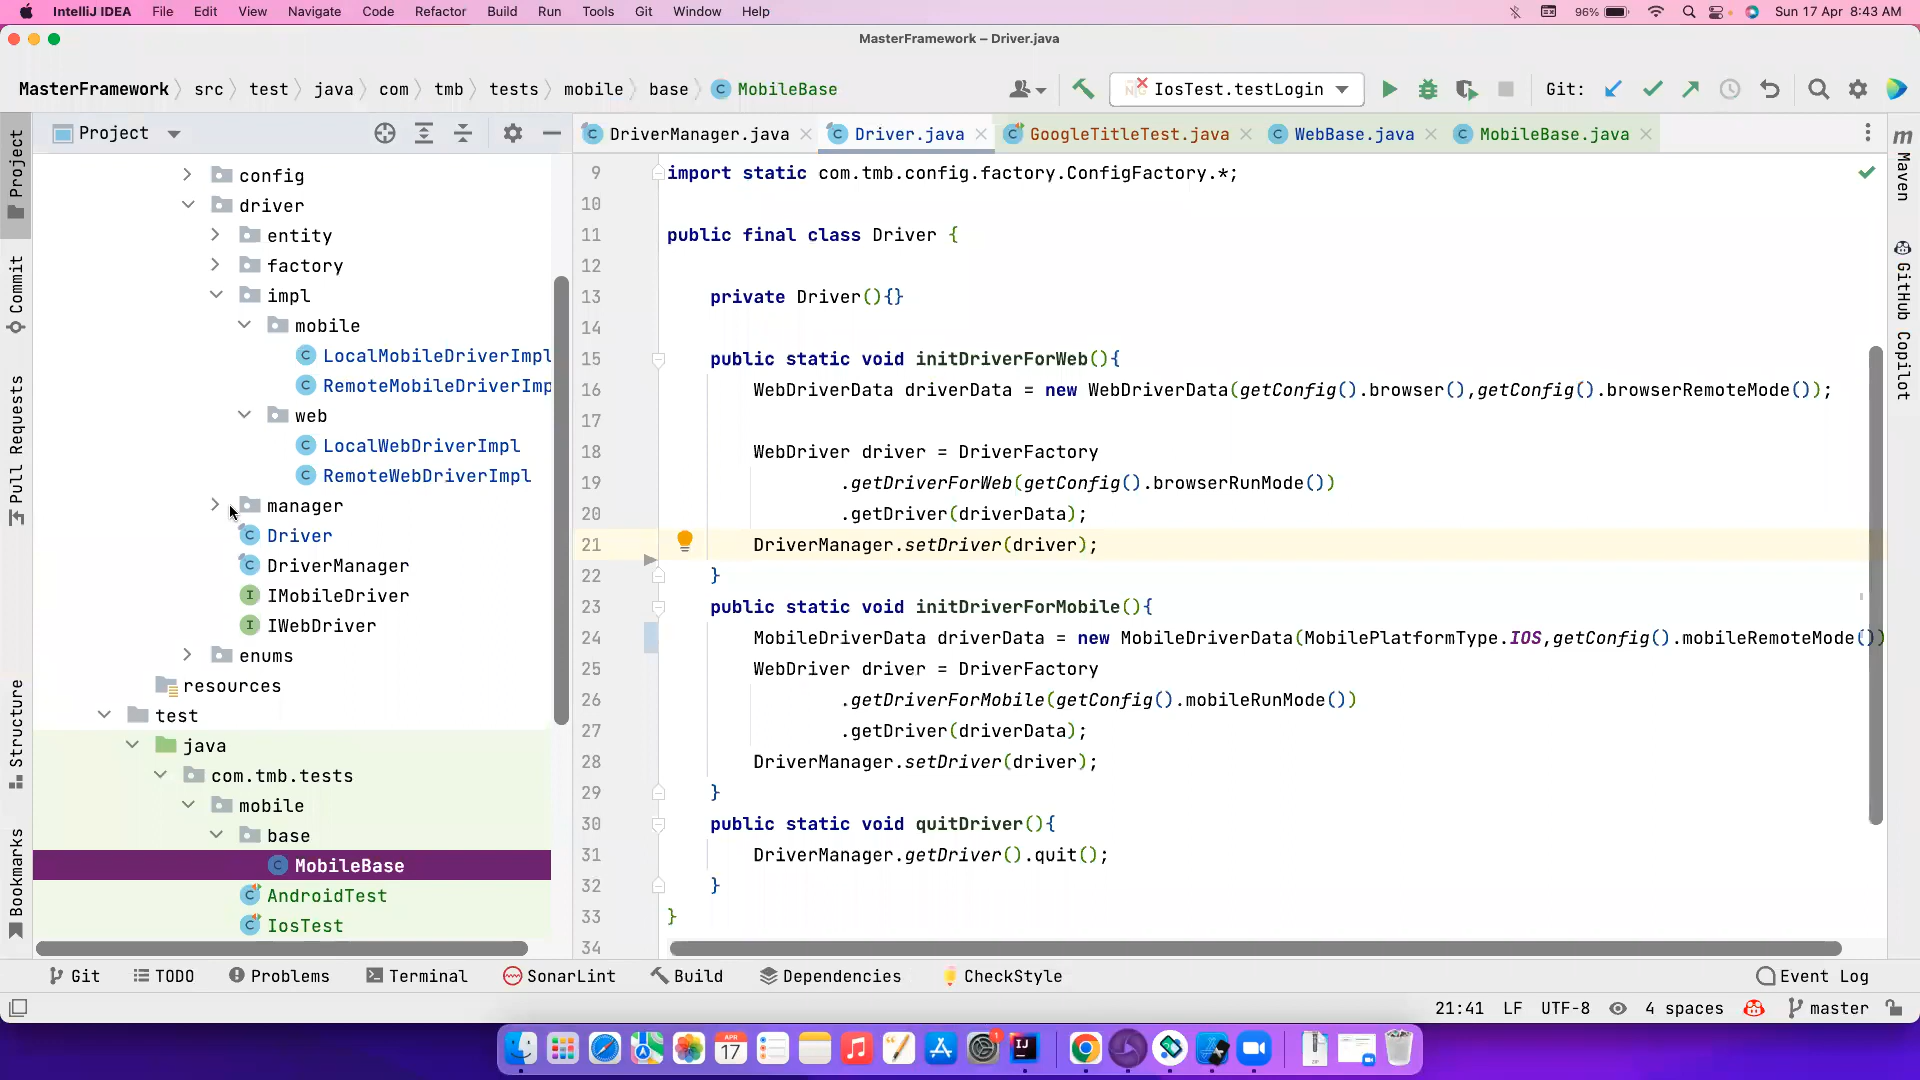 IntelliJ IDEA File Edit View Navigate Code Refactor Build Run Tools Git Window Help 96% Sun 17 Apr 8:43 AM
MasterFramework – Driver.java
MasterFramework src test java com tmb tests mobile base MobileBase IosTest.testLogin Git:
Project DriverManager.java Driver.java GoogleTitleTest.java WebBase.java MobileBase.java
Project
Commit
Pull Requests
Structure
Bookmarks
config
driver
entity
factory
impl
mobile
LocalMobileDriverImpl
RemoteMobileDriverImp
web
LocalWebDriverImpl
RemoteWebDriverImpl
manager
Driver
DriverManager
IMobileDriver
IWebDriver
enums
resources
test
java
com.tmb.tests
mobile
base
MobileBase
AndroidTest
IosTest
9 import static com.tmb.config.factory.ConfigFactory.*;
10
11 public final class Driver {
12
13 private Driver(){}
14
15 public static void initDriverForWeb(){
16 WebDriverData driverData = new WebDriverData(getConfig().browser(),getConfig().browserRemoteMode());
17
18 WebDriver driver = DriverFactory
19 .getDriverForWeb(getConfig().browserRunMode())
20 .getDriver(driverData);
21 DriverManager.setDriver(driver);
22 }
23 public static void initDriverForMobile(){
24 MobileDriverData driverData = new MobileDriverData(MobilePlatformType.IOS,getConfig().mobileRemoteMode())
25 WebDriver driver = DriverFactory
26 .getDriverForMobile(getConfig().mobileRunMode())
27 .getDriver(driverData);
28 DriverManager.setDriver(driver);
29 }
30 public static void quitDriver(){
31 DriverManager.getDriver().quit();
32 }
33 }
34
m Maven
GitHub Copilot
Git TODO Problems Terminal SonarLint Build Dependencies CheckStyle Event Log
21:41 LF UTF-8 4 spaces master
APR
17
1
IJ